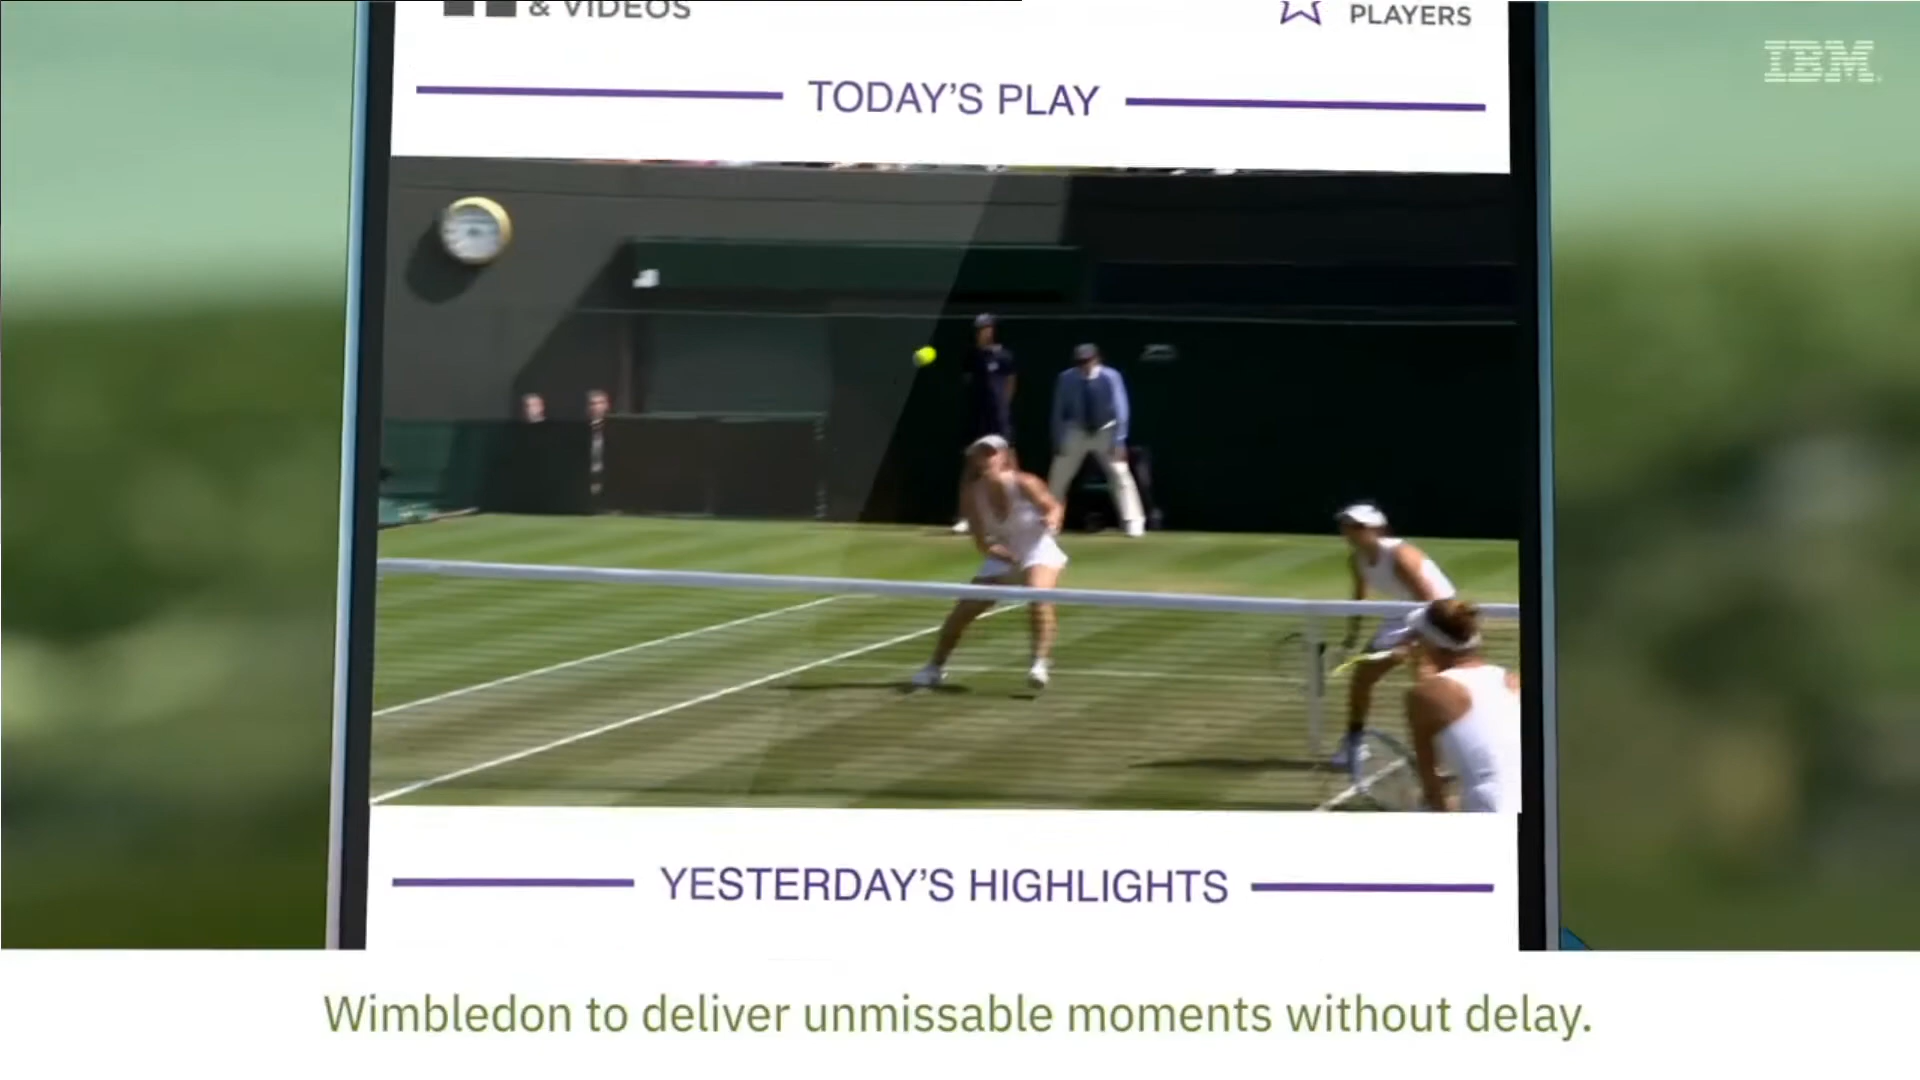 & VIDEOS
PLAYERS
IBM
TODAY'S PLAY
YESTERDAY'S HIGHLIGHTS
Wimbledon to deliver unmissable moments without delay.